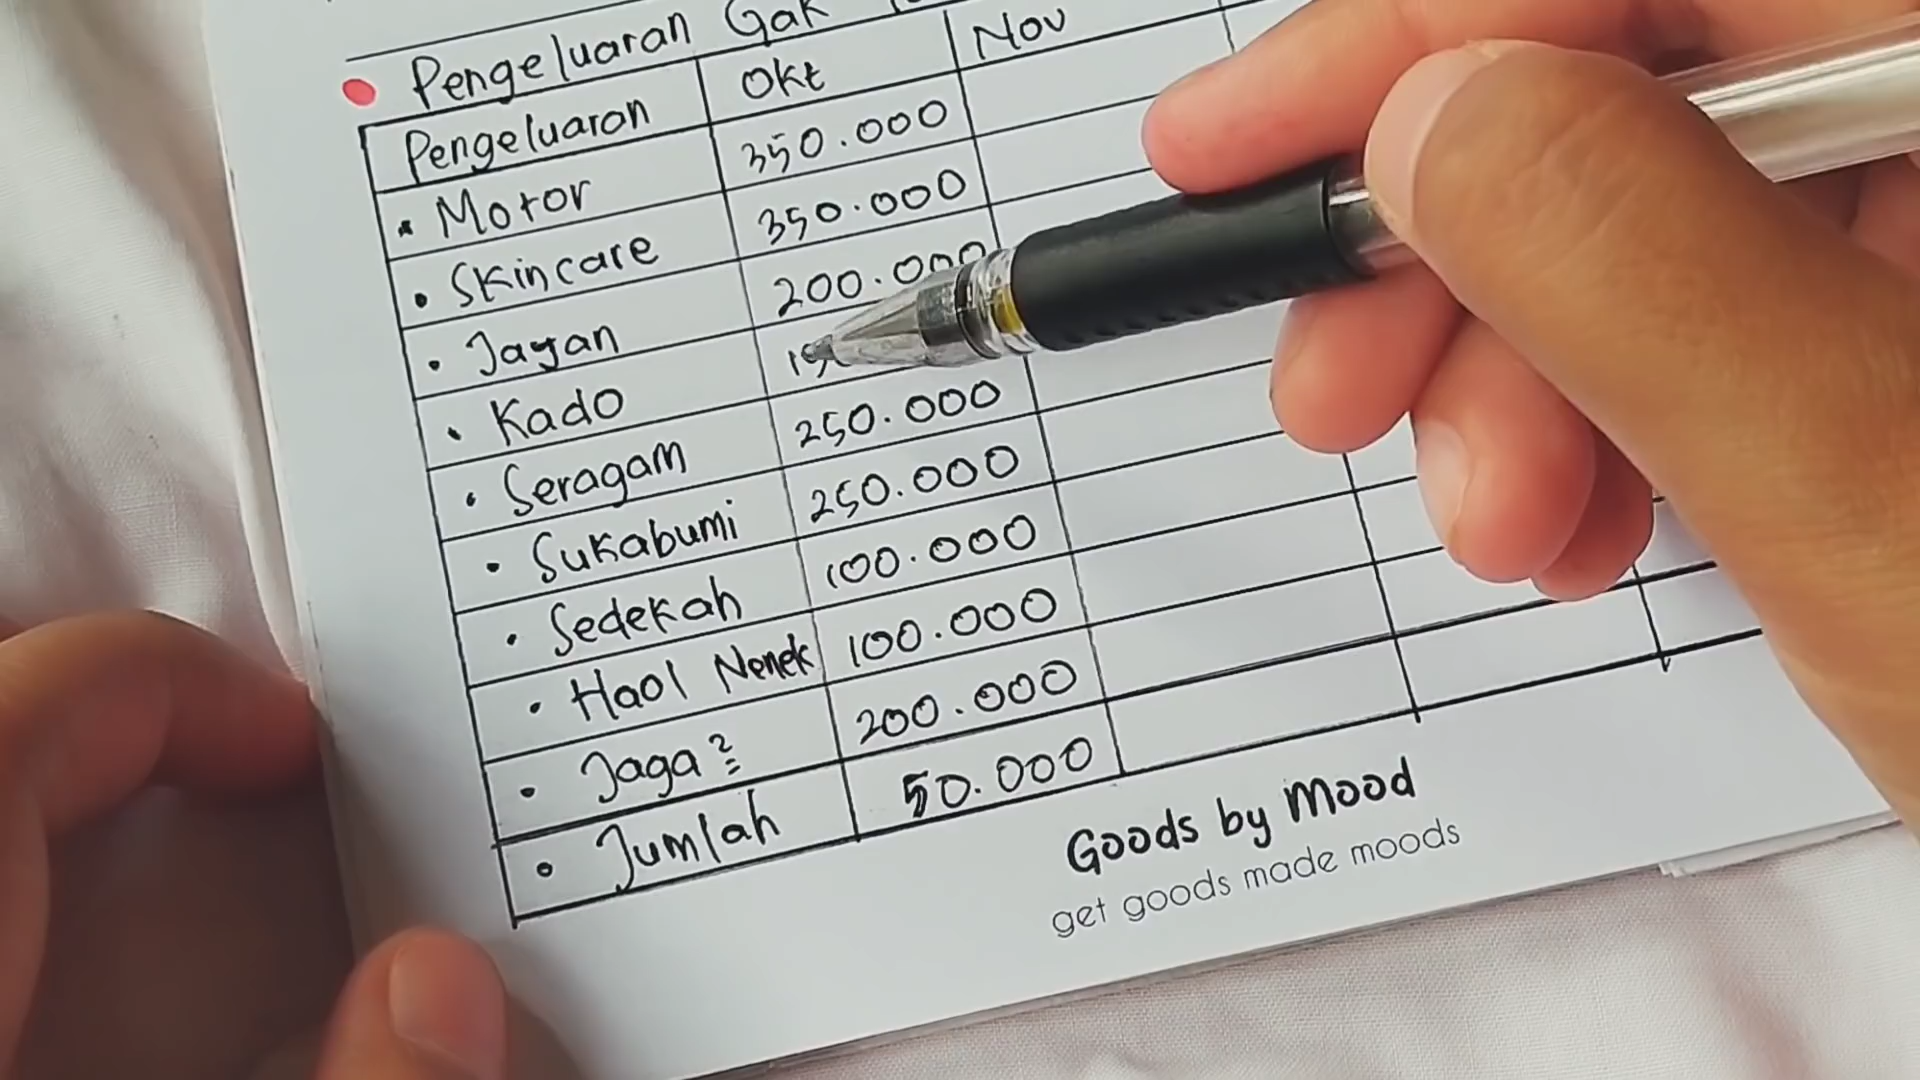 Pengeluaran Gak
Pengeluaran Okt Nov
• Motor 350.000
• Skincare 350.000
• Jajan 200.000
• Kado
• Seragam 250.000
• Sukabumi 250.000
• Sedekah 100.000
• Haol Nenek 100.000
• Jaga² 200.000
• Jumlah 50.000
Goods by Mood
get goods made moods